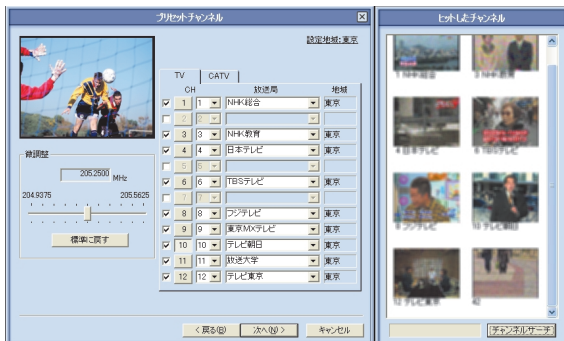 プリセットチャンネル
設定地域:東京
TV CATV
CH 放送局 地域
1 1 NHK総合 東京
2 2
3 3 NHK教育 東京
4 4 日本テレビ 東京
5 5
6 6 TBSテレビ 東京
7 7
8 8 フジテレビ 東京
9 9 東京MXテレビ 東京
10 10 テレビ朝日 東京
11 11 放送大学 東京
12 12 テレビ東京 東京
微調整
205.2500 MHz
204.9375 205.5625
標準に戻す
< 戻る(B) 次へ(N) > キャンセル
ヒットしたチャンネル
1 NHK総合 3 NHK教育
4 日本テレビ 6 TBSテレビ
8 フジテレビ 10 テレビ朝日
12 テレビ東京 42
チャンネルサーチ